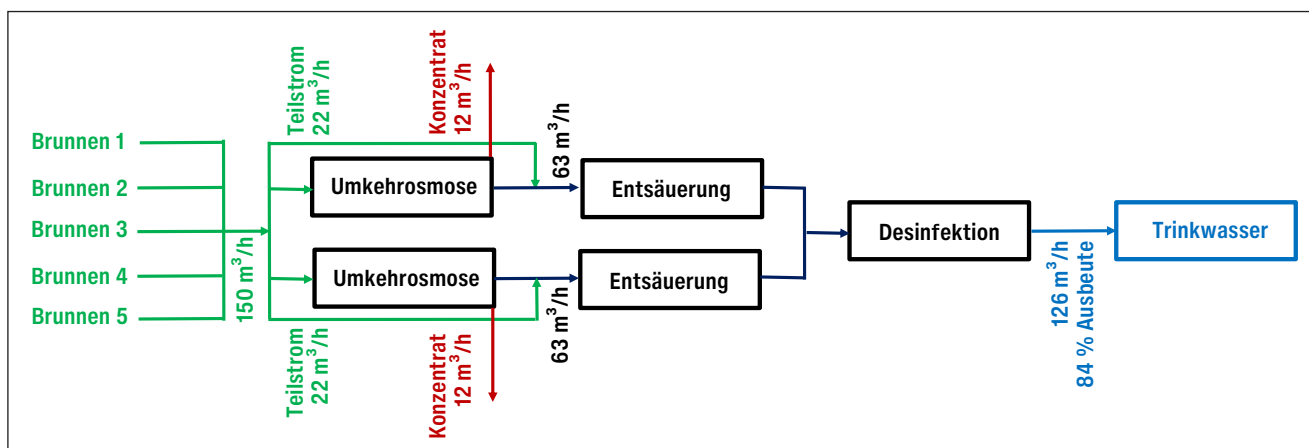 Brunnen 1
Brunnen 2
Brunnen 3
Brunnen 4
Brunnen 5
150 m³/h
Teilstrom
22 m³/h
Konzentrat
12 m³/h
63 m³/h
Umkehrosmose
Entsäuerung
Umkehrosmose
Entsäuerung
Teilstrom
22 m³/h
Konzentrat
12 m³/h
63 m³/h
Desinfektion
126 m³/h
84 % Ausbeute
Trinkwasser